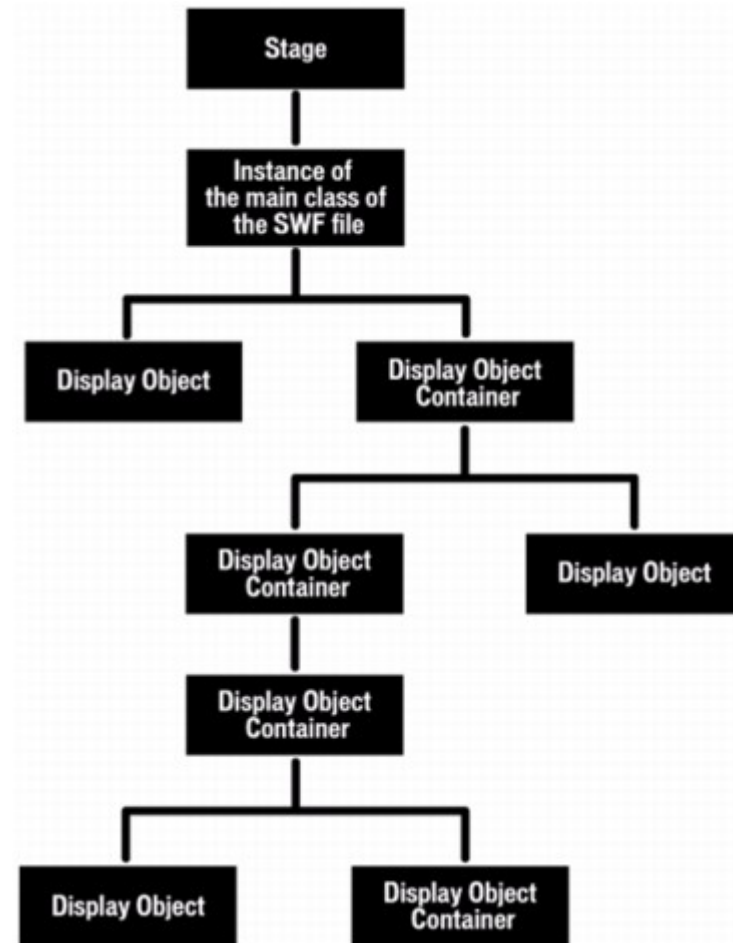 Stage
Instance of
the main class of
the SWF file
Display Object
Display Object
Container
Display Object
Container
Display Object
Display Object
Container
Display Object
Display Object
Container